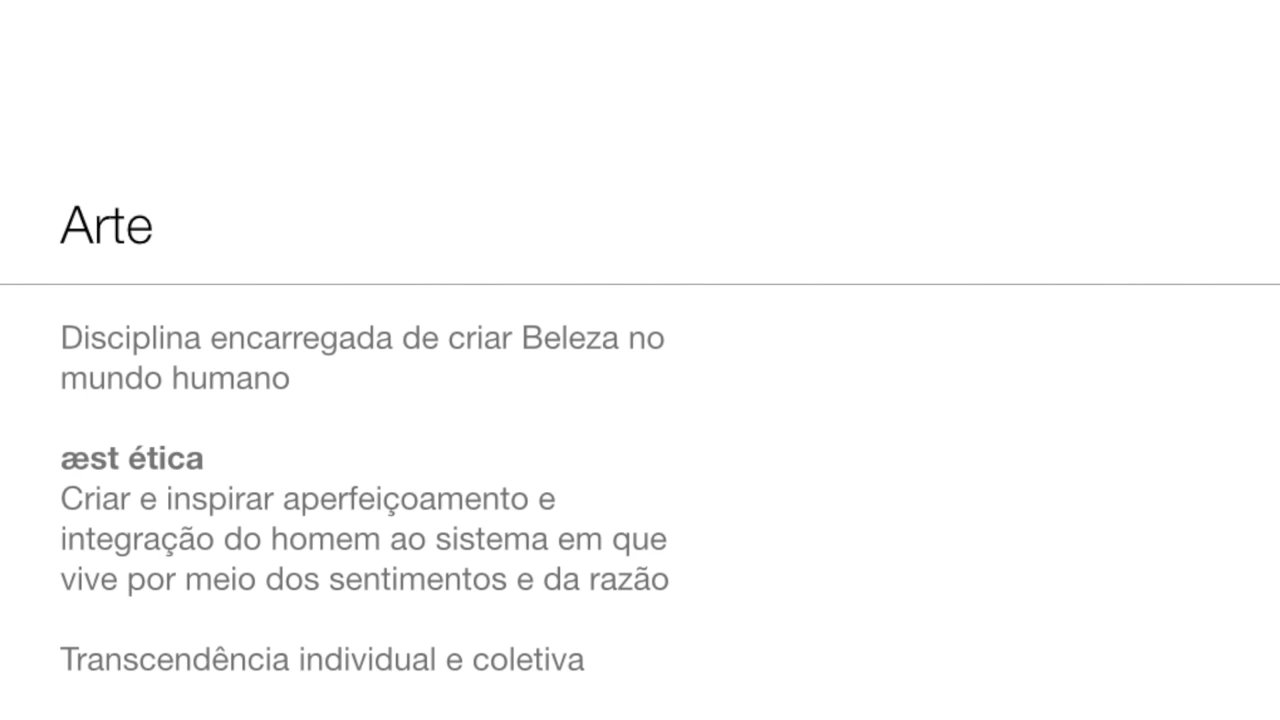 Arte
Disciplina encarregada de criar Beleza no
mundo humano
æst ética
Criar e inspirar aperfeiçoamento e
integração do homem ao sistema em que
vive por meio dos sentimentos e da razão
Transcendência individual e coletiva